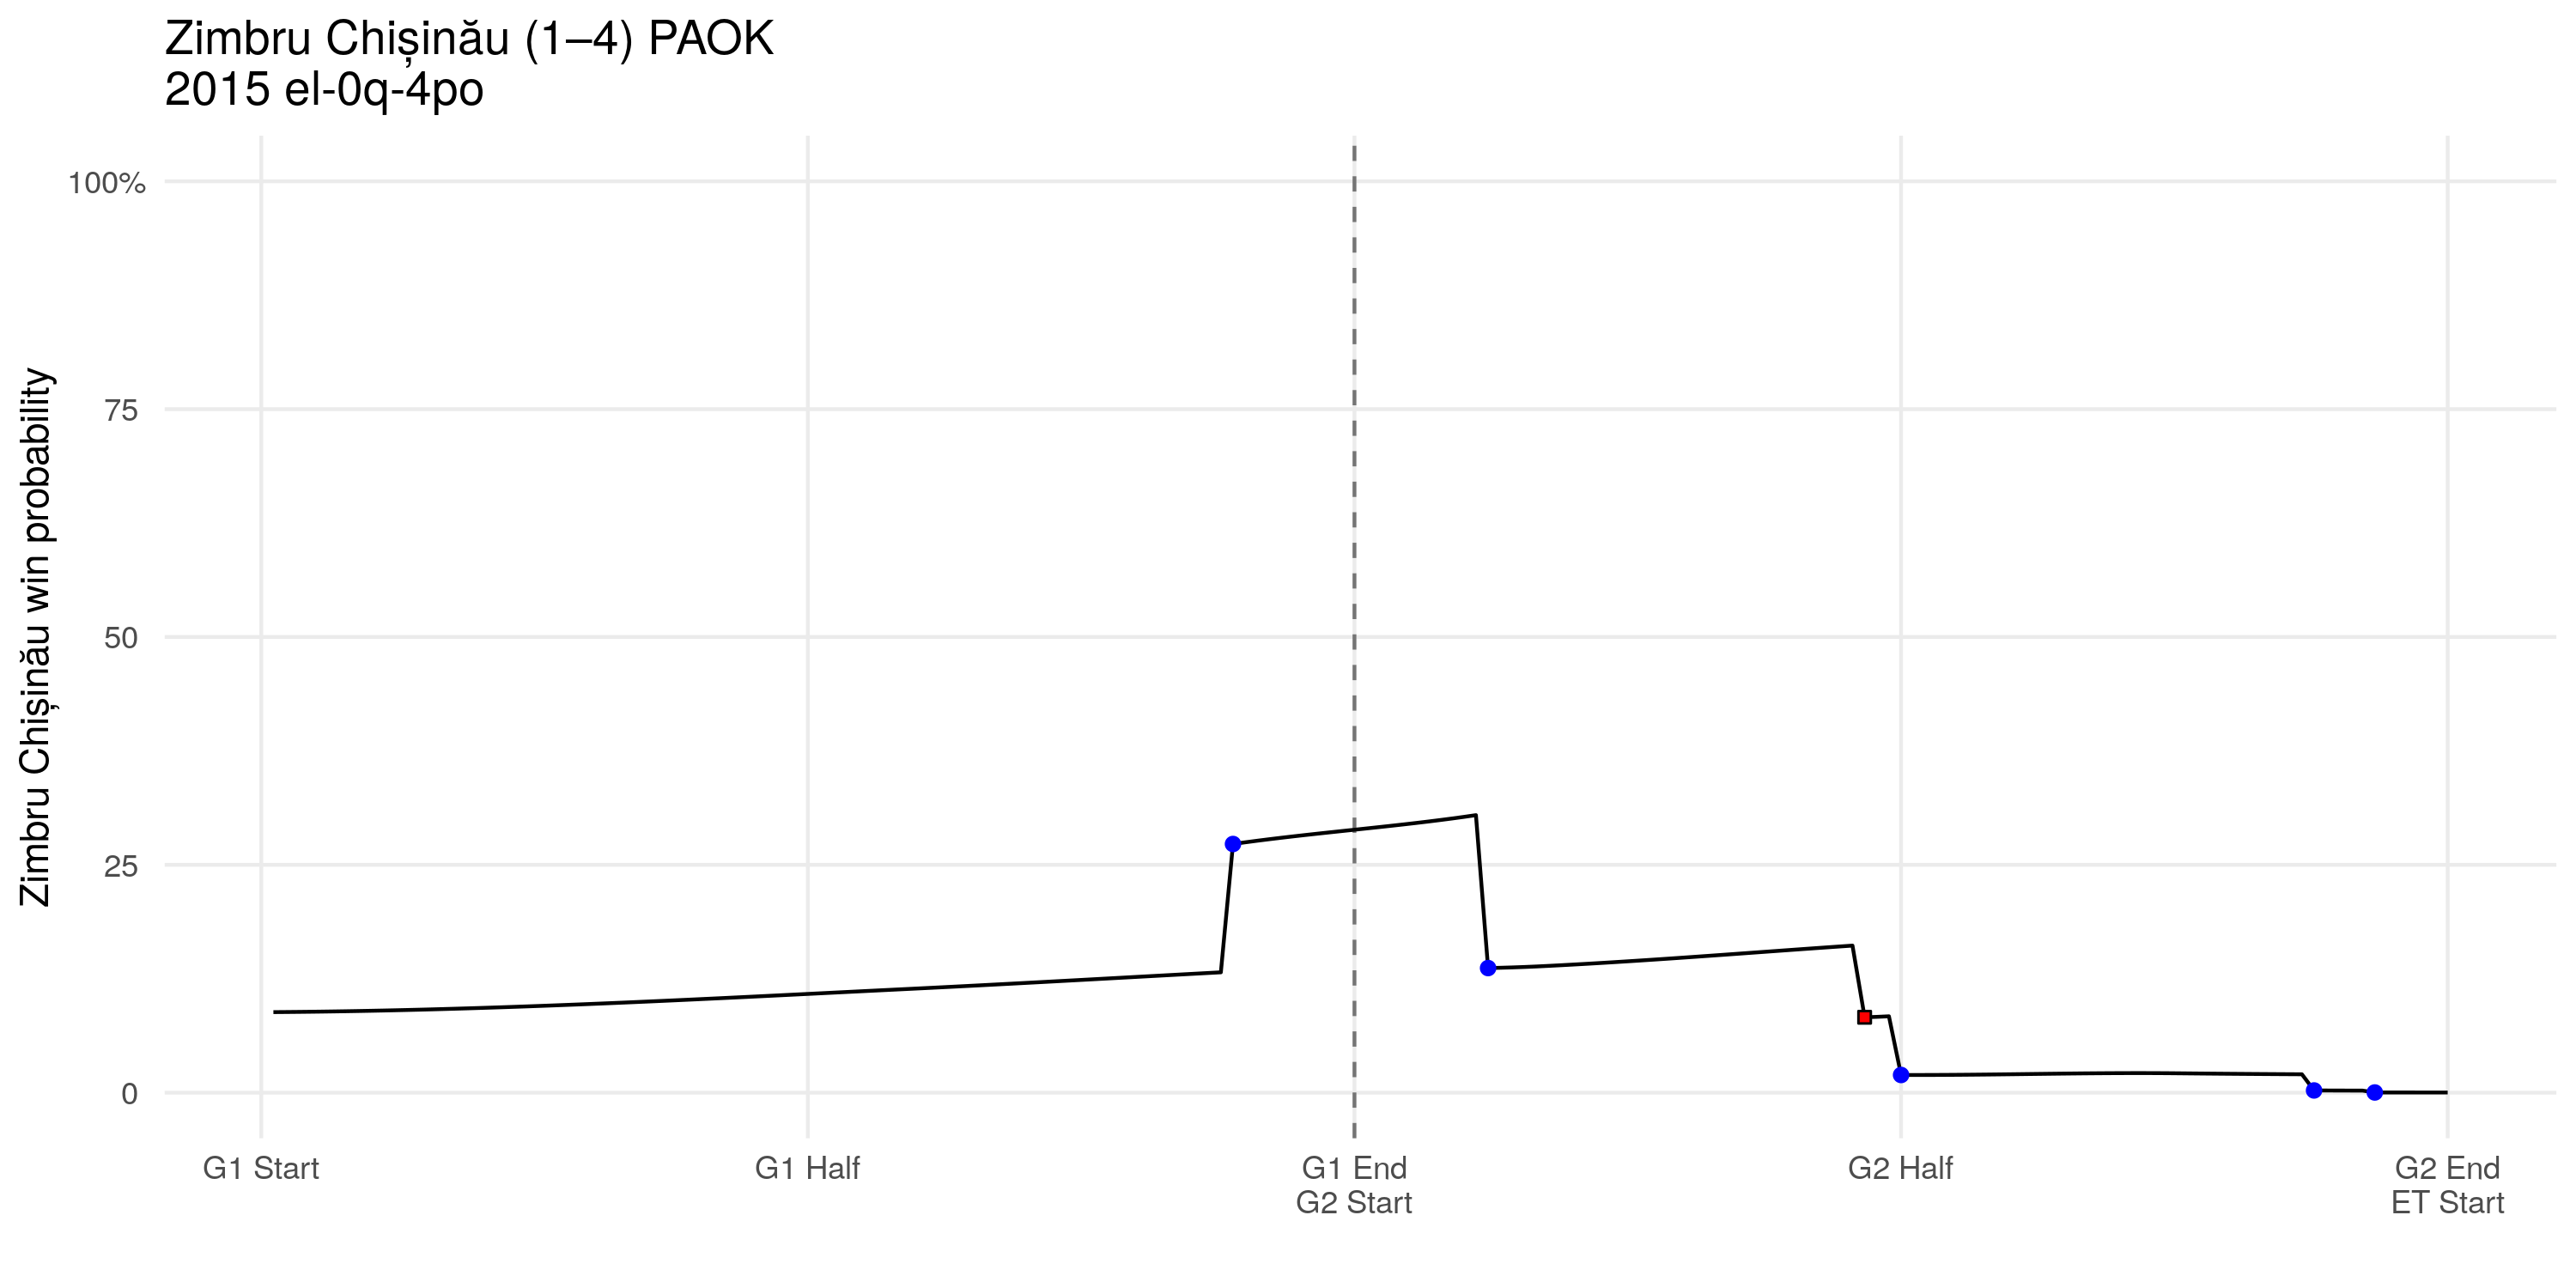 Zimbru Chișinău (1–4) PAOK
2015 el-0q-4po
Zimbru Chișinău win probability
100%
75
50
25
0
G1 Start
G1 Half
G1 End
G2 Start
G2 Half
G2 End
ET Start